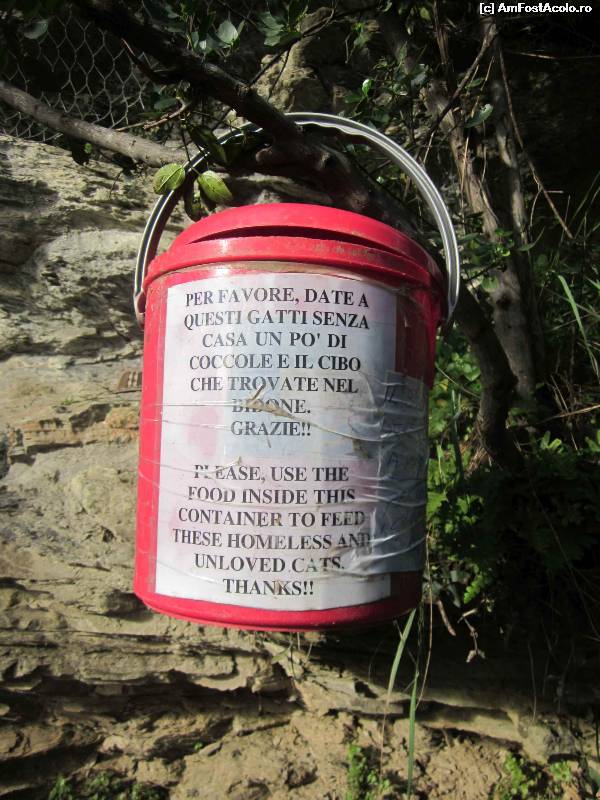 (c) AmFostAcolo.ro
PER FAVORE, DATE A
QUESTI GATTI SENZA
CASA UN PO' DI
COCCOLE E IL CIBO
CHE TROVATE NEL
BIDONE.
GRAZIE!!
PLEASE, USE THE
FOOD INSIDE THIS
CONTAINER TO FEED
THESE HOMELESS AND
UNLOVED CATS.
THANKS!!